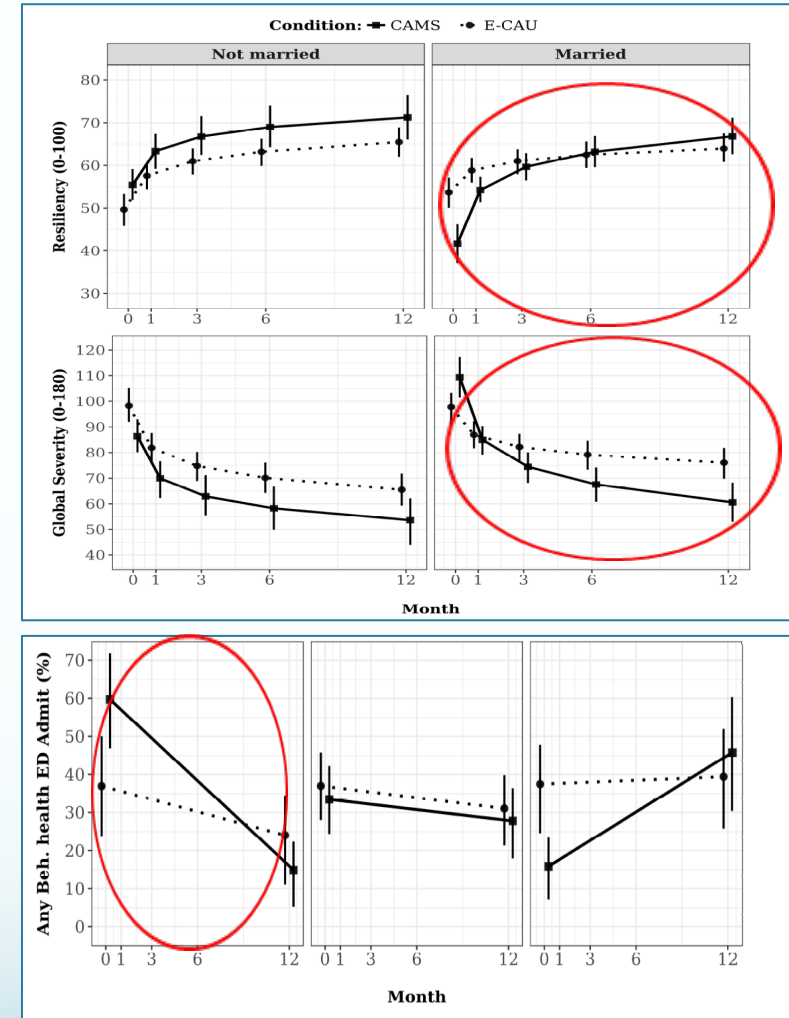 Condition: CAMS E-CAU
Not married Married
Resiliency (0-100)
80
70
60
50
40
30
0 1 3 6 12 0 1 3 6 12
Global Severity (0-180)
120
110
100
90
80
70
60
50
40
0 1 3 6 12 0 1 3 6 12
Month
Any Beh. health ED Admit (%)
70
60
50
40
30
20
10
0
0 1 3 6 12 0 1 3 6 12 0 1 3 6 12
Month